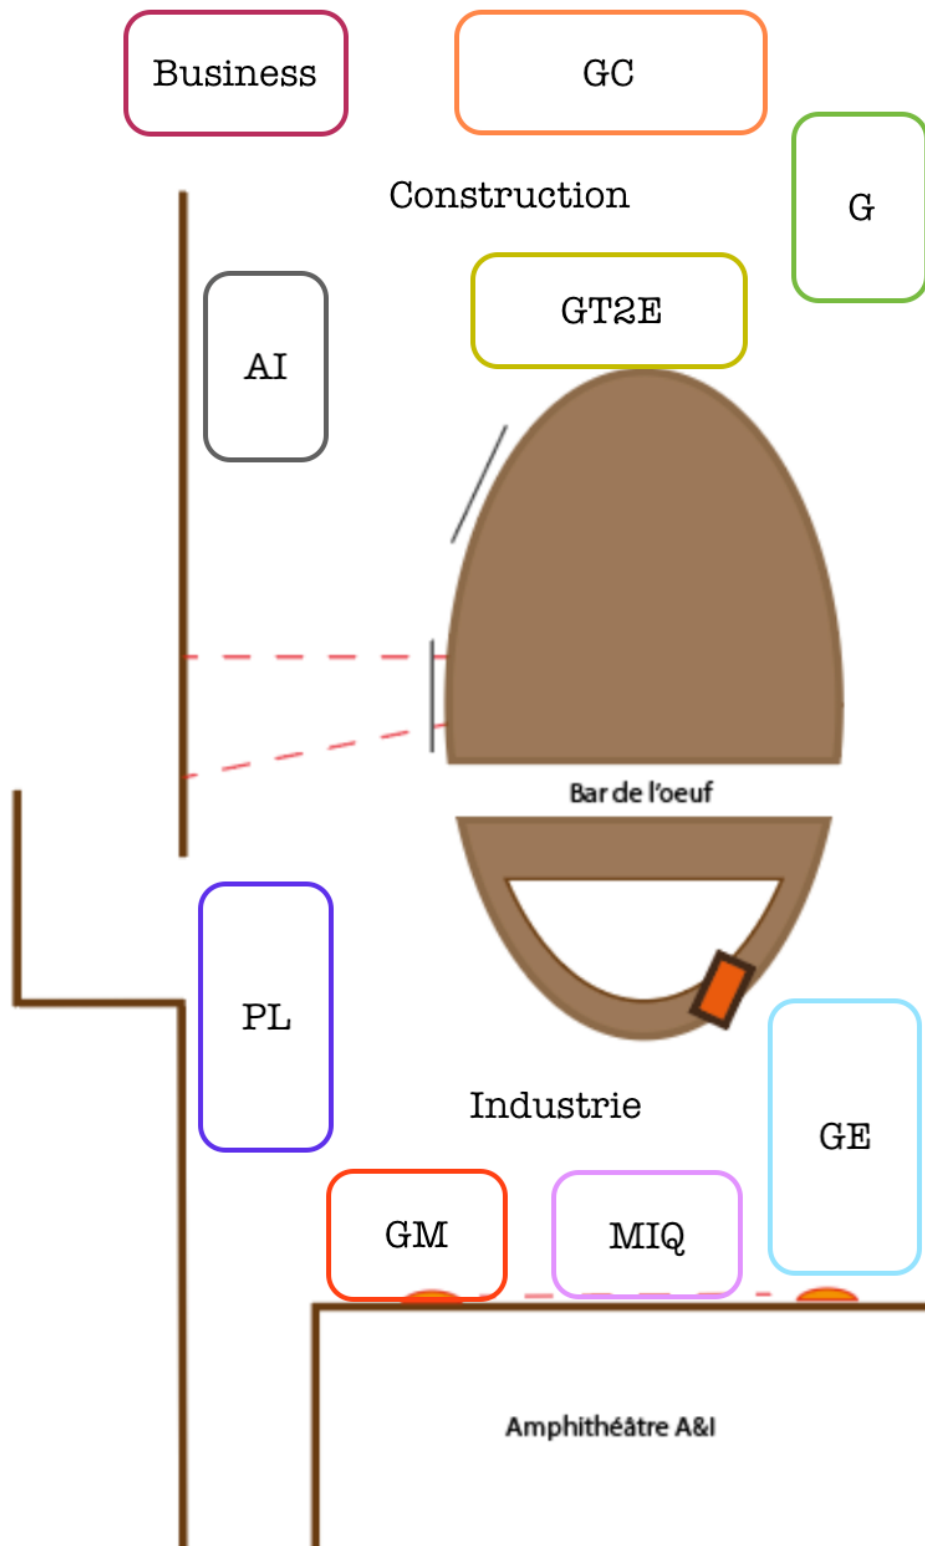 Business
GC
G
Construction
GT2E
AI
Bar de l'oeuf
PL
Industrie
GE
GM
MIQ
Amphithéâtre A&I